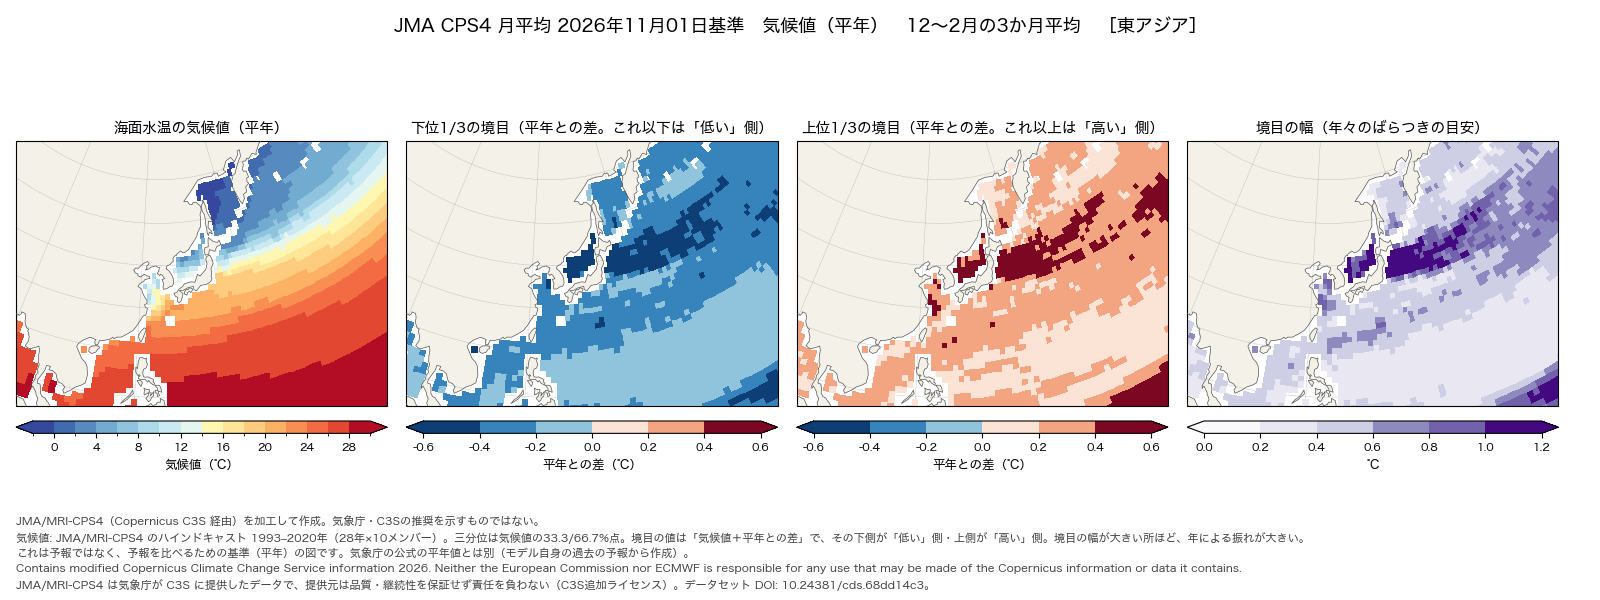 JMA CPS4 月平均 2026年11月01日基準　気候値（平年）　12～2月の3か月平均　［東アジア］
海面水温の気候値（平年）
下位1/3の境目（平年との差。これ以下は「低い」側）
上位1/3の境目（平年との差。これ以上は「高い」側）
境目の幅（年々のばらつきの目安）
0 4 8 12 16 20 24 28
気候値（℃）
-0.6 -0.4 -0.2 0.0 0.2 0.4 0.6
平年との差（℃）
-0.6 -0.4 -0.2 0.0 0.2 0.4 0.6
平年との差（℃）
0.0 0.2 0.4 0.6 0.8 1.0 1.2
℃
JMA/MRI-CPS4（Copernicus C3S 経由）を加工して作成。気象庁・C3Sの推奨を示すものではない。
気候値: JMA/MRI-CPS4 のハインドキャスト 1993–2020年（28年×10メンバー）。三分位は気候値の33.3/66.7%点。境目の値は「気候値＋平年との差」で、その下側が「低い」側・上側が「高い」側。境目の幅が大きい所ほど、年による振れが大きい。
これは予報ではなく、予報を比べるための基準（平年）の図です。気象庁の公式の平年値とは別（モデル自身の過去の予報から作成）。
Contains modified Copernicus Climate Change Service information 2026. Neither the European Commission nor ECMWF is responsible for any use that may be made of the Copernicus information or data it contains.
JMA/MRI-CPS4 は気象庁が C3S に提供したデータで、提供元は品質・継続性を保証せず責任を負わない（C3S追加ライセンス）。データセット DOI: 10.24381/cds.68dd14c3。